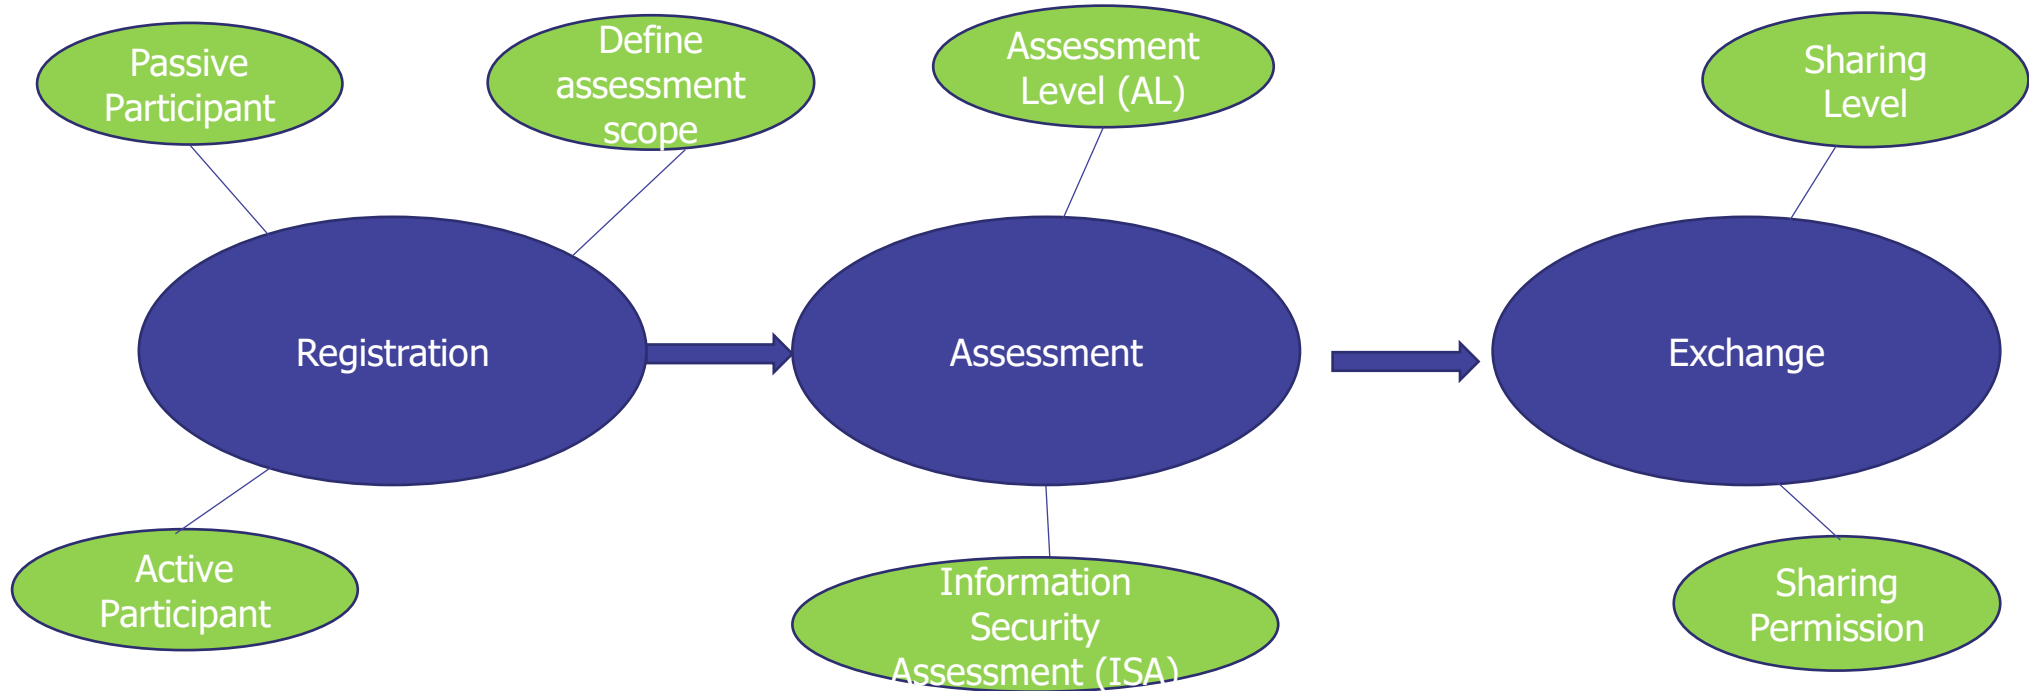 Passive
Participant
Define
assessment
scope
Assessment
Level (AL)
Sharing
Level
Registration
Assessment
Exchange
Active
Participant
Information
Security
Assessment (ISA)
Sharing
Permission